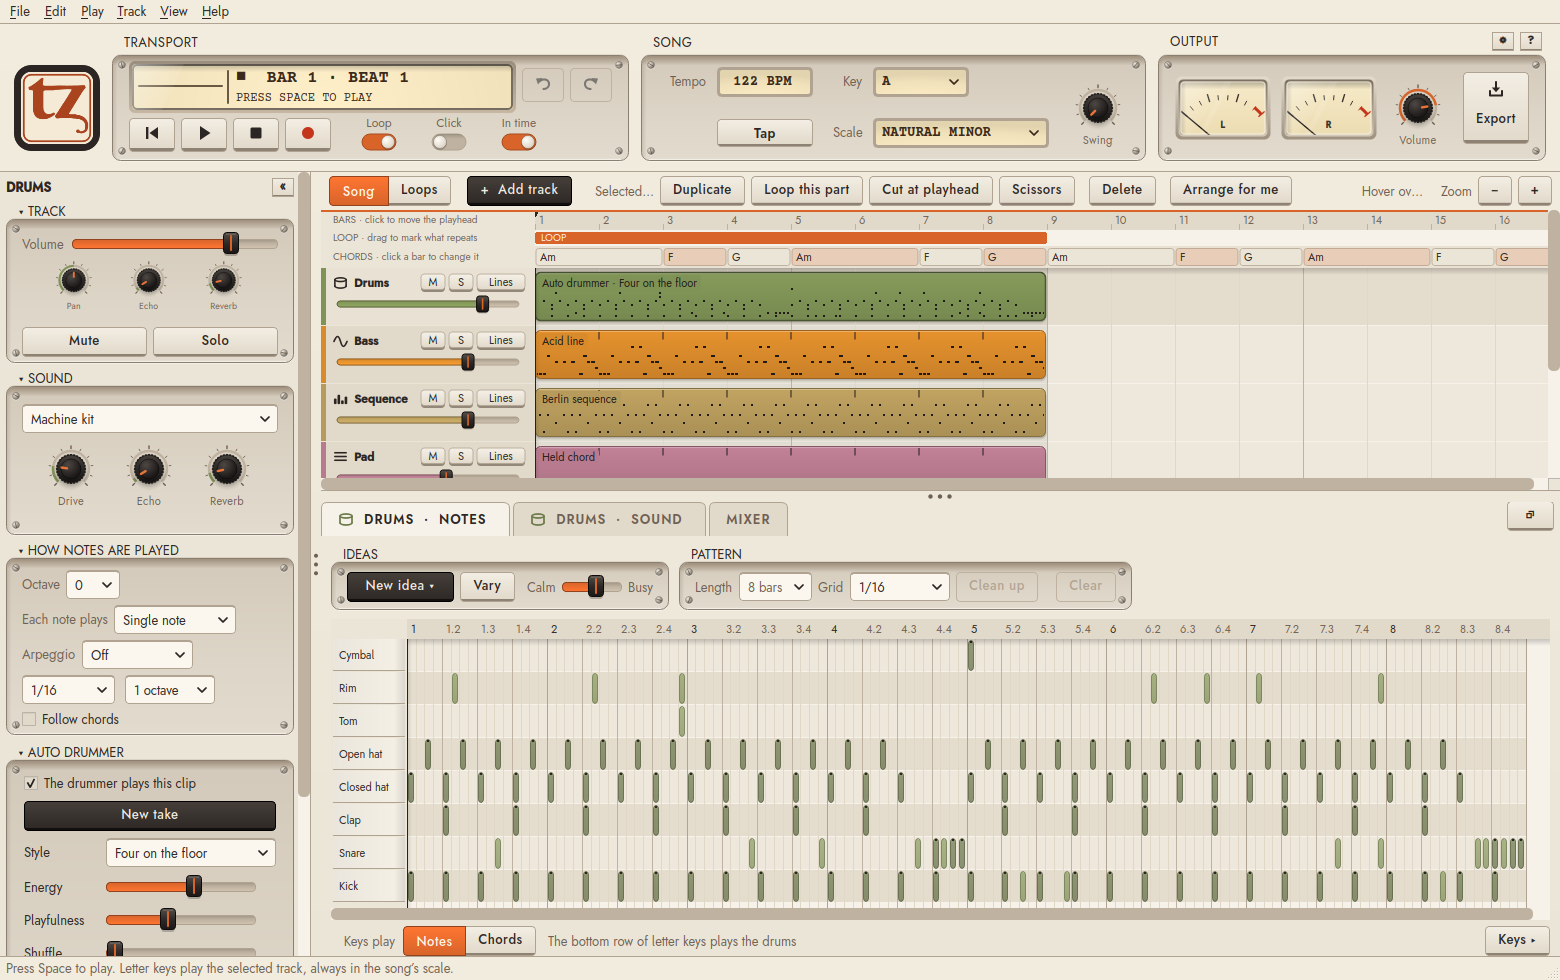 File Edit Play Track View Help
TRANSPORT
SONG
OUTPUT
?
tz
BAR 1 · BEAT 1
PRESS SPACE TO PLAY
Loop
Click
In time
Tempo
122 BPM
Key
A
Tap
Scale
NATURAL MINOR
Swing
L
R
Volume
Export
DRUMS
«
TRACK
Volume
Pan
Echo
Reverb
Mute
Solo
SOUND
Machine kit
Drive
Echo
Reverb
HOW NOTES ARE PLAYED
Octave
0
Each note plays
Single note
Arpeggio
Off
1/16
1 octave
Follow chords
AUTO DRUMMER
The drummer plays this clip
New take
Style
Four on the floor
Energy
Playfulness
Shuffle
Song
Loops
+ Add track
Selected...
Duplicate
Loop this part
Cut at playhead
Scissors
Delete
Arrange for me
Hover ov...
Zoom
−
+
BARS · click to move the playhead
1 2 3 4 5 6 7 8 9 10 11 12 13 14 15 16
LOOP · drag to mark what repeats
LOOP
CHORDS · click a bar to change it
Am F G Am F G Am F G Am F G
Drums
M S Lines
Auto drummer · Four on the floor
Bass
M S Lines
Acid line
Sequence
M S Lines
Berlin sequence
Pad
M S Lines
Held chord
DRUMS · NOTES
DRUMS · SOUND
MIXER
IDEAS
New idea
Vary
Calm
Busy
PATTERN
Length
8 bars
Grid
1/16
Clean up
Clear
1 1.2 1.3 1.4 2 2.2 2.3 2.4 3 3.2 3.3 3.4 4 4.2 4.3 4.4 5 5.2 5.3 5.4 6 6.2 6.3 6.4 7 7.2 7.3 7.4 8 8.2 8.3 8.4
Cymbal
Rim
Tom
Open hat
Closed hat
Clap
Snare
Kick
Keys play
Notes
Chords
The bottom row of letter keys plays the drums
Keys
Press Space to play. Letter keys play the selected track, always in the song's scale.